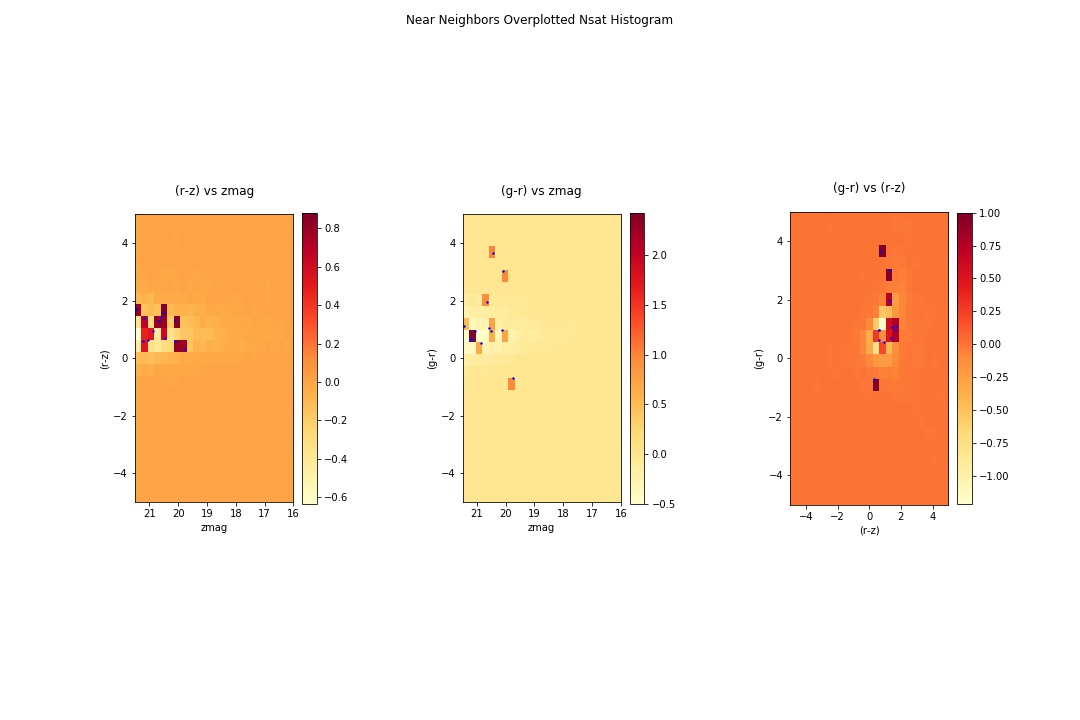 Near Neighbors Overplotted Nsat Histogram
(r-z) vs zmag
(r-z)
4
2
0
−2
−4
21 20 19 18 17 16
zmag
0.8
0.6
0.4
0.2
0.0
−0.2
−0.4
−0.6
(g-r) vs zmag
(g-r)
4
2
0
−2
−4
21 20 19 18 17 16
zmag
2.0
1.5
1.0
0.5
0.0
−0.5
(g-r) vs (r-z)
(g-r)
4
2
0
−2
−4
−4 −2 0 2 4
(r-z)
1.00
0.75
0.50
0.25
0.00
−0.25
−0.50
−0.75
−1.00